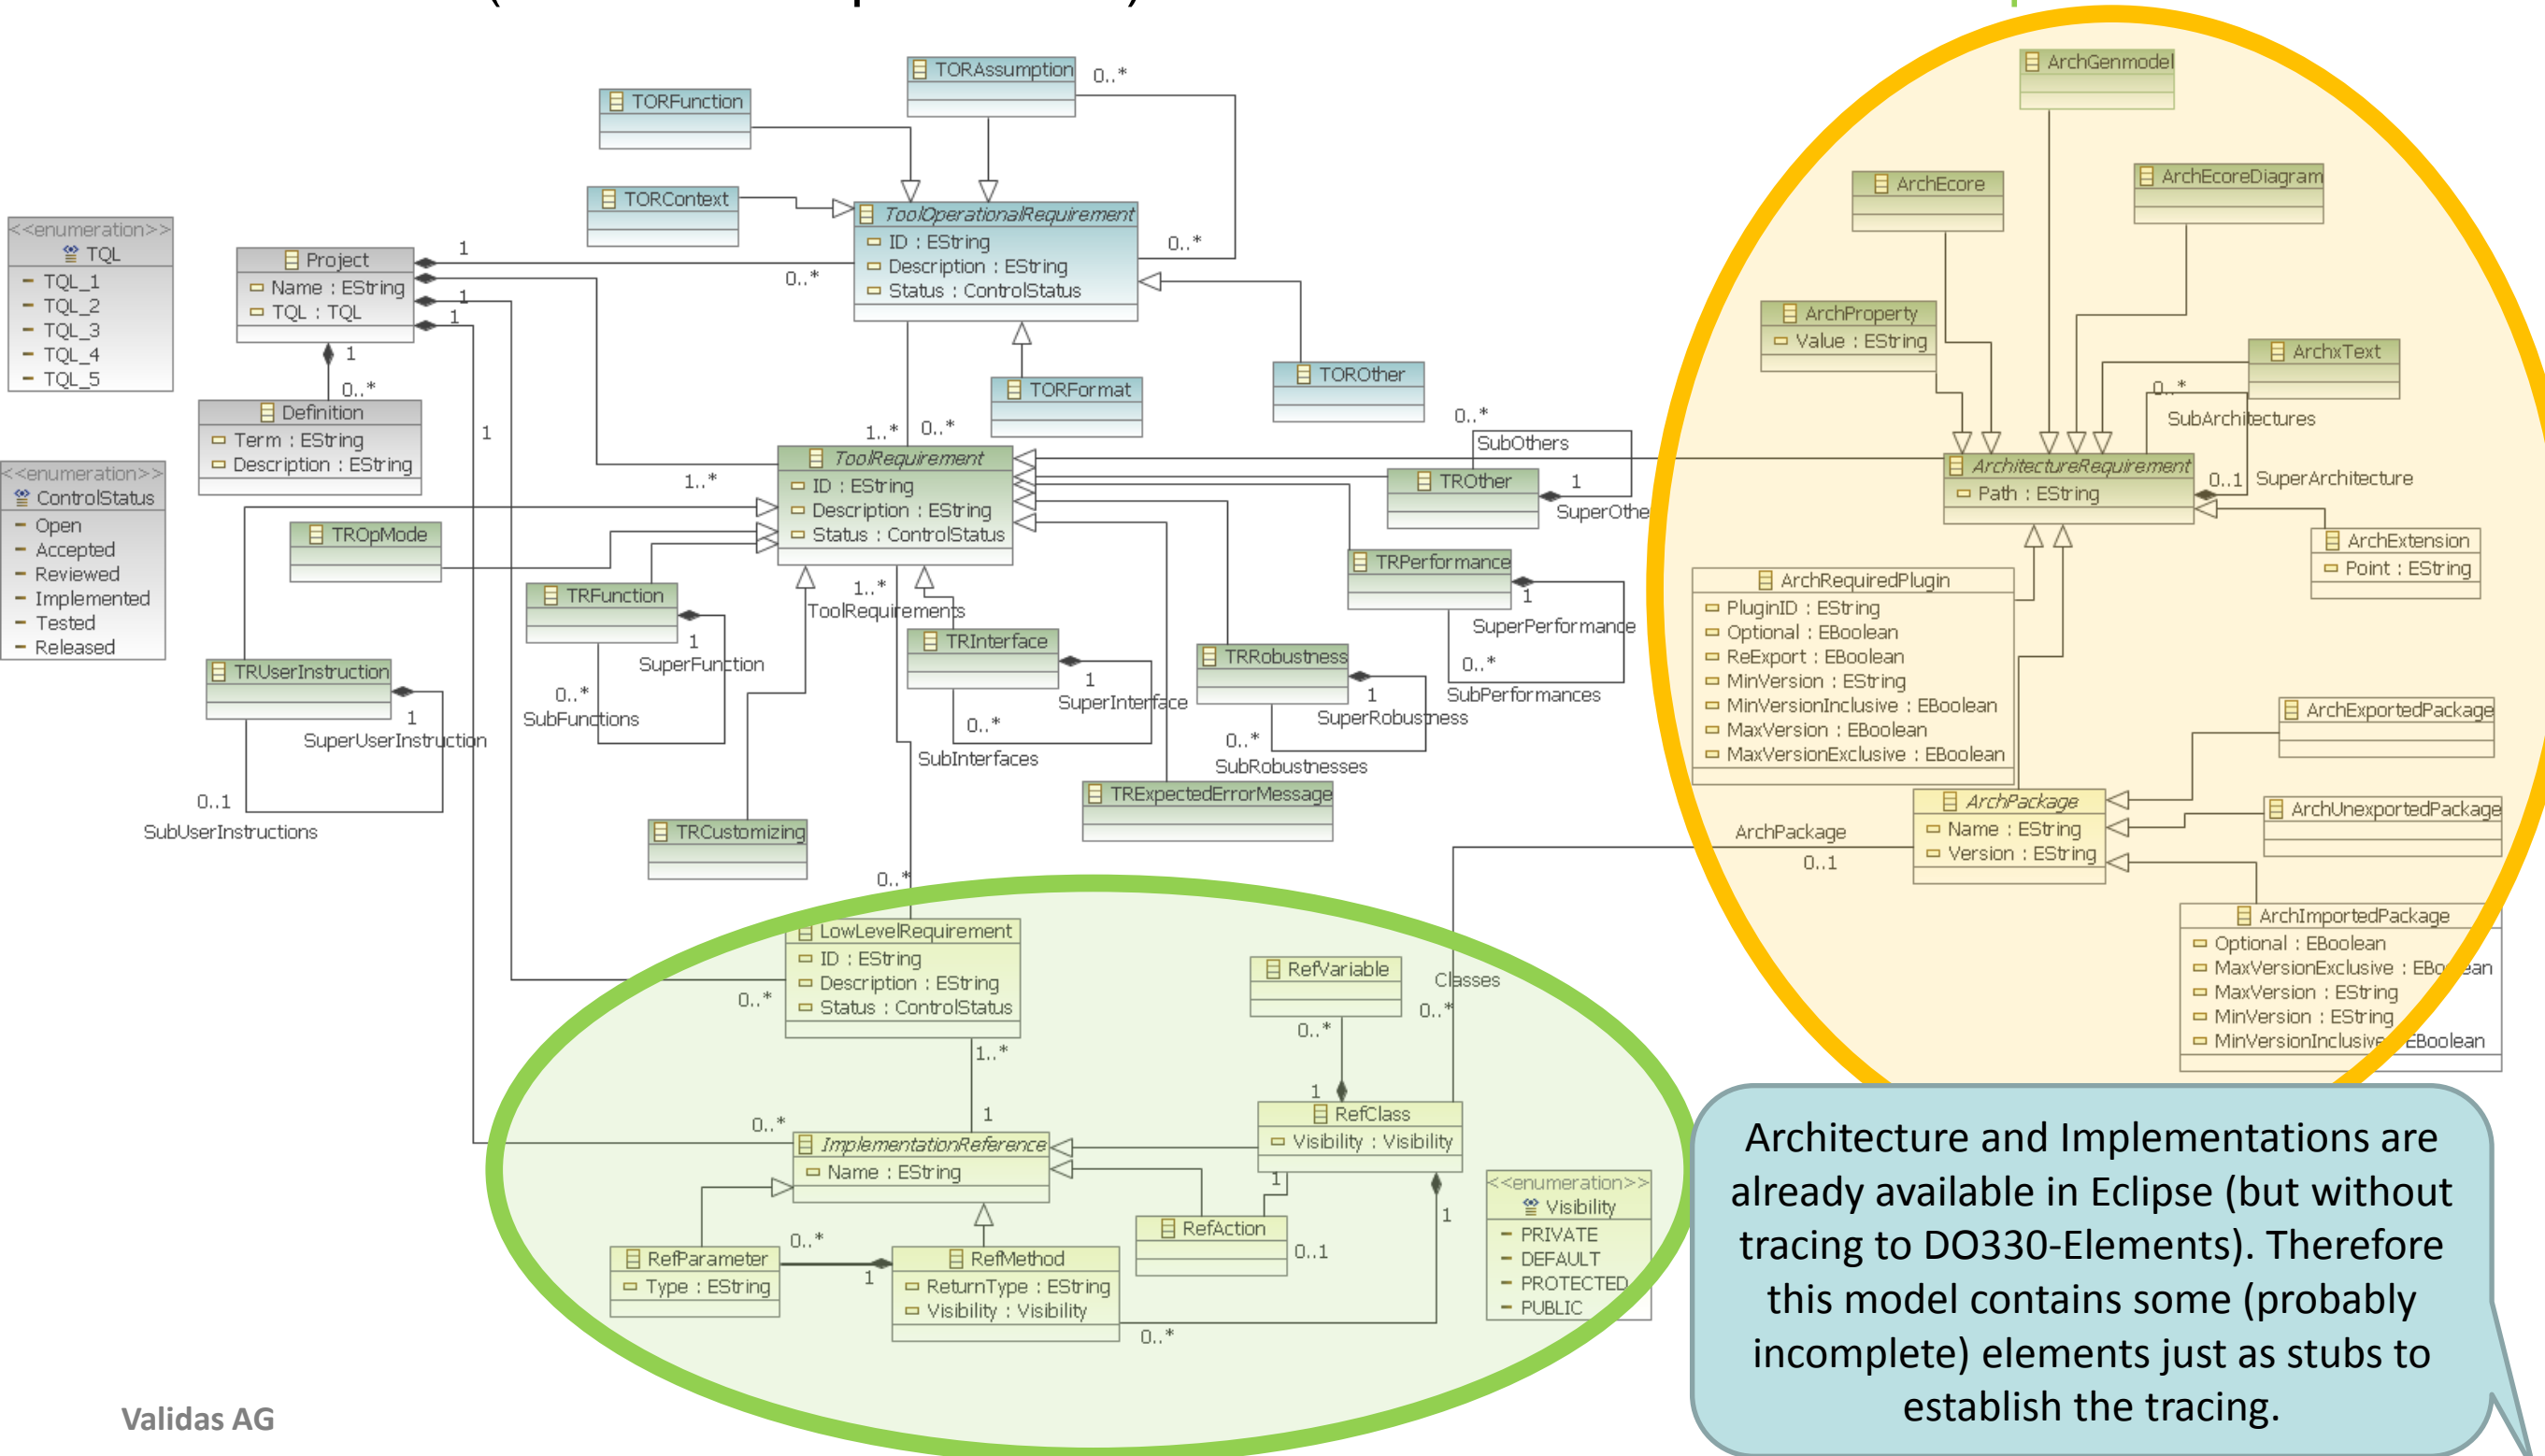 TORAssumption
0..*
TORFunction
TORContext
ToolOperationalRequirement
ID : EString
Description : EString
Status : ControlStatus
0..*
TORFormat
TOROther
<<enumeration>>
TQL
TQL_1
TQL_2
TQL_3
TQL_4
TQL_5
Project
Name : EString
TQL : TQL
1
0..*
1
1
1
0..*
1
Definition
Term : EString
Description : EString
<<enumeration>>
ControlStatus
Open
Accepted
Reviewed
Implemented
Tested
Released
1..*
0..*
1..*
ToolRequirement
ID : EString
Description : EString
Status : ControlStatus
1..*
ToolRequirements
TROpMode
TRUserInstruction
1
SuperUserInstruction
0..1
SubUserInstructions
TRFunction
1
SuperFunction
0..*
SubFunctions
TRCustomizing
TRInterface
1
SuperInterface
0..*
SubInterfaces
TRExpectedErrorMessage
TRRobustness
1
SuperRobustness
0..*
SubRobustnesses
TRPerformance
1
SuperPerformance
0..*
SubPerformances
0..*
SubOthers
TROther
1
SuperOthe
ArchGenmodel
ArchEcore
ArchEcoreDiagram
ArchProperty
Value : EString
ArchxText
0..*
SubArchitectures
ArchitectureRequirement
Path : EString
0..1
SuperArchitecture
ArchExtension
Point : EString
ArchRequiredPlugin
PluginID : EString
Optional : EBoolean
ReExport : EBoolean
MinVersion : EString
MinVersionInclusive : EBoolean
MaxVersion : EBoolean
MaxVersionExclusive : EBoolean
ArchPackage
Name : EString
Version : EString
ArchPackage
0..1
ArchExportedPackage
ArchUnexportedPackage
ArchImportedPackage
Optional : EBoolean
MaxVersionExclusive : EBoolean
MaxVersion : EString
MinVersion : EString
MinVersionInclusive : EBoolean
0..*
LowLevelRequirement
ID : EString
Description : EString
Status : ControlStatus
0..*
1..*
1
0..*
ImplementationReference
Name : EString
RefVariable
0..*
1
Classes
0..*
RefClass
Visibility : Visibility
1
1
RefAction
0..1
RefParameter
Type : EString
0..*
1
RefMethod
ReturnType : EString
Visibility : Visibility
0..*
<<enumeration>>
Visibility
PRIVATE
DEFAULT
PROTECTED
PUBLIC
Architecture and Implementations are
already available in Eclipse (but without
tracing to DO330-Elements). Therefore
this model contains some (probably
incomplete) elements just as stubs to
establish the tracing.
Validas AG